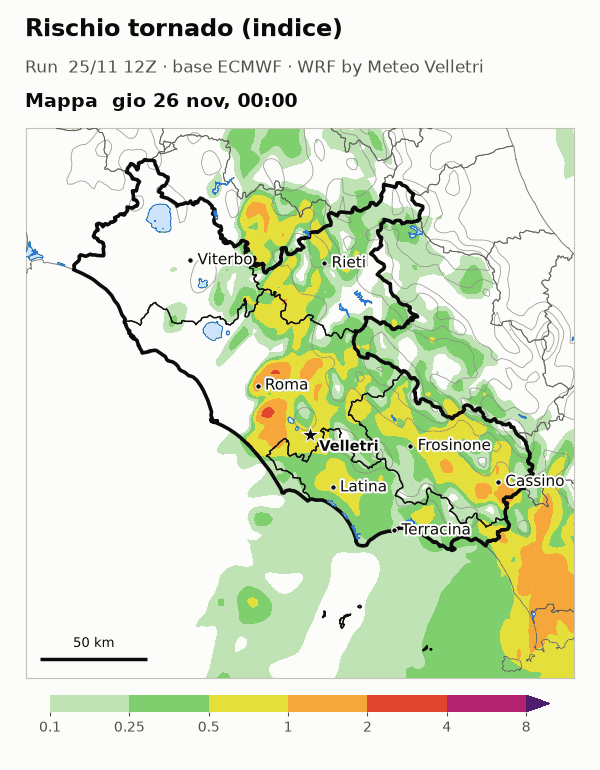 Rischio tornado (indice)
Run  25/11 12Z · base ECMWF · WRF by Meteo Velletri
Mappa  gio 26 nov, 00:00
Viterbo
Rieti
Roma
Velletri
Frosinone
Latina
Cassino
Terracina
50 km
0.1 0.25 0.5 1 2 4 8